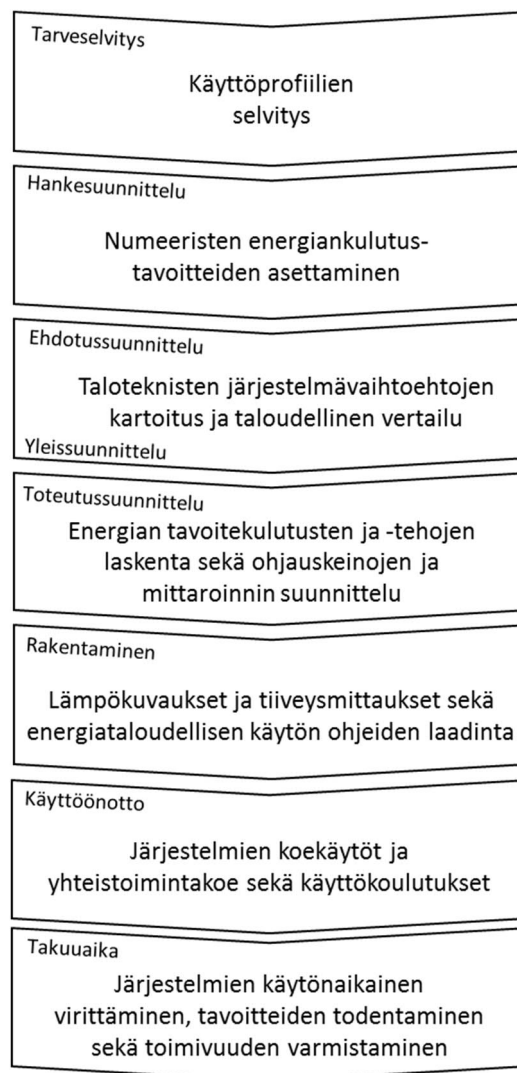 Tarveselvitys
Käyttöprofiilien
selvitys
Hankesuunnittelu
Numeeristen energiankulutus-
tavoitteiden asettaminen
Ehdotussuunnittelu
Taloteknisten järjestelmävaihtoehtojen
kartoitus ja taloudellinen vertailu
Yleissuunnittelu
Toteutussuunnittelu
Energian tavoitekulutusten ja -tehojen
laskenta sekä ohjauskeinojen ja
mittaroinnin suunnittelu
Rakentaminen
Lämpökuvaukset ja tiiveysmittaukset sekä
energiataloudellisen käytön ohjeiden laadinta
Käyttöönotto
Järjestelmien koekäytöt ja
yhteistoimintakoe sekä käyttökoulutukset
Takuuaika
Järjestelmien käytönaikainen
virittäminen, tavoitteiden todentaminen
sekä toimivuuden varmistaminen